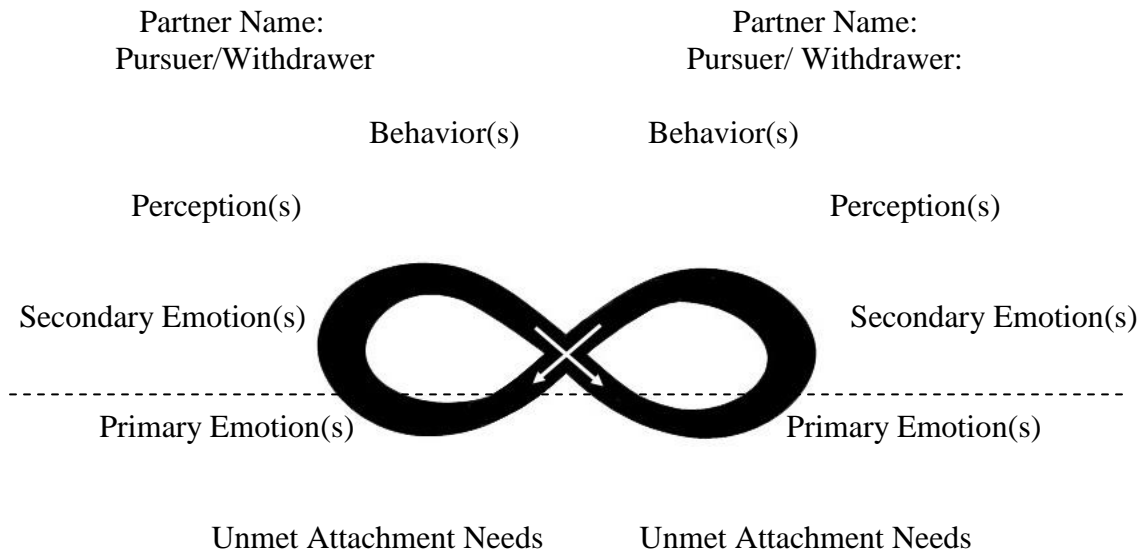 Partner Name: Partner Name:
Pursuer/Withdrawer Pursuer/ Withdrawer:
Behavior(s) Behavior(s)
Perception(s) Perception(s)
Secondary Emotion(s) Secondary Emotion(s)
Primary Emotion(s) Primary Emotion(s)
Unmet Attachment Needs Unmet Attachment Needs